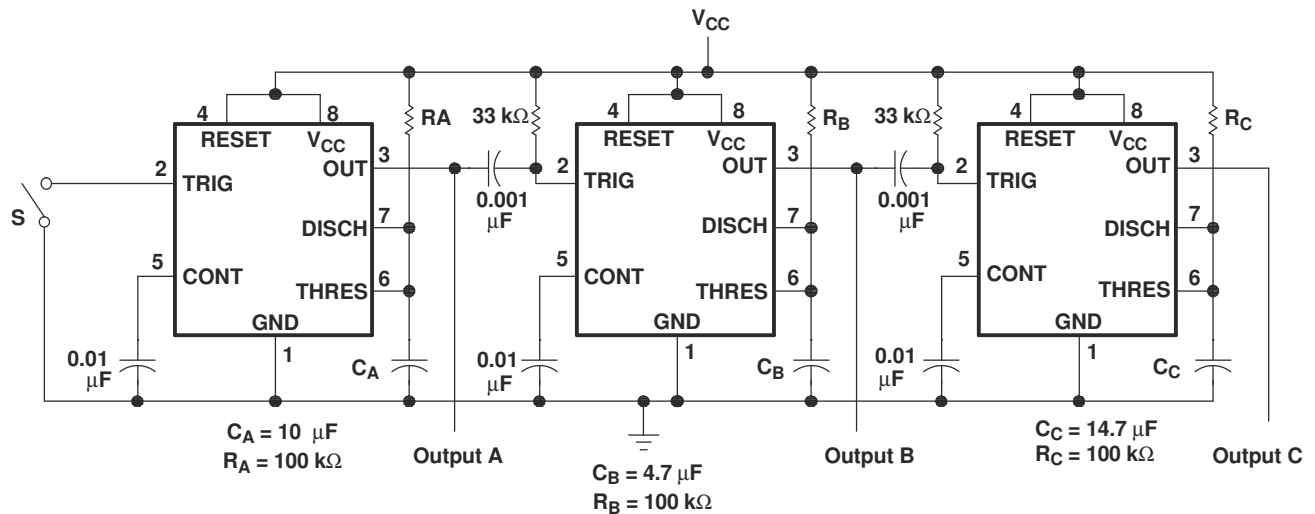 VCC
4
8
RA
33 kΩ
4
8
RB
33 kΩ
4
8
RC
RESET
VCC
RESET
VCC
RESET
VCC
2
TRIG
OUT
3
2
TRIG
OUT
3
2
TRIG
OUT
3
S
0.001
µF
0.001
µF
DISCH
7
DISCH
7
DISCH
7
5
CONT
THRES
6
5
CONT
THRES
6
5
CONT
THRES
6
GND
GND
GND
0.01
µF
1
CA
0.01
µF
1
CB
0.01
µF
1
CC
CA = 10 µF
RA = 100 kΩ
Output A
CB = 4.7 µF
RB = 100 kΩ
Output B
CC = 14.7 µF
RC = 100 kΩ
Output C